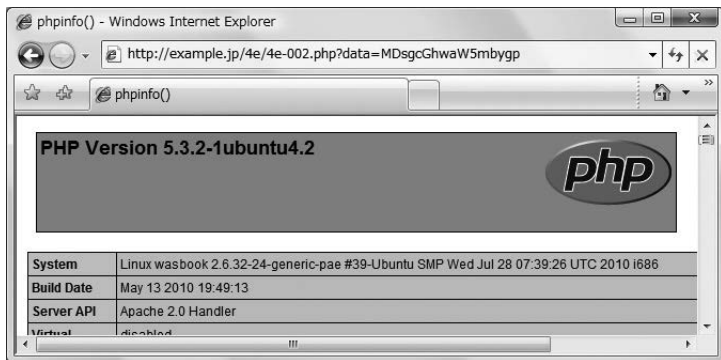 phpinfo() - Windows Internet Explorer
http://example.jp/4e/4e-002.php?data=MDsgcGhwaW5mbygp
phpinfo()
PHP Version 5.3.2-1ubuntu4.2
php
System Linux wasbook 2.6.32-24-generic-pae #39-Ubuntu SMP Wed Jul 28 07:39:26 UTC 2010 i686
Build Date May 13 2010 19:49:13
Server API Apache 2.0 Handler
Virtual disabled